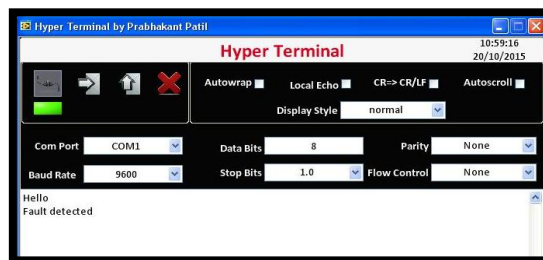 Hyper Terminal by Prabhakant Patil
Hyper Terminal
10:59:16
20/10/2015
Autowrap
Local Echo
CR=> CR/LF
Autoscroll
Display Style
normal
Com Port
COM1
Data Bits
8
Parity
None
Baud Rate
9600
Stop Bits
1.0
Flow Control
None
Hello
Fault detected